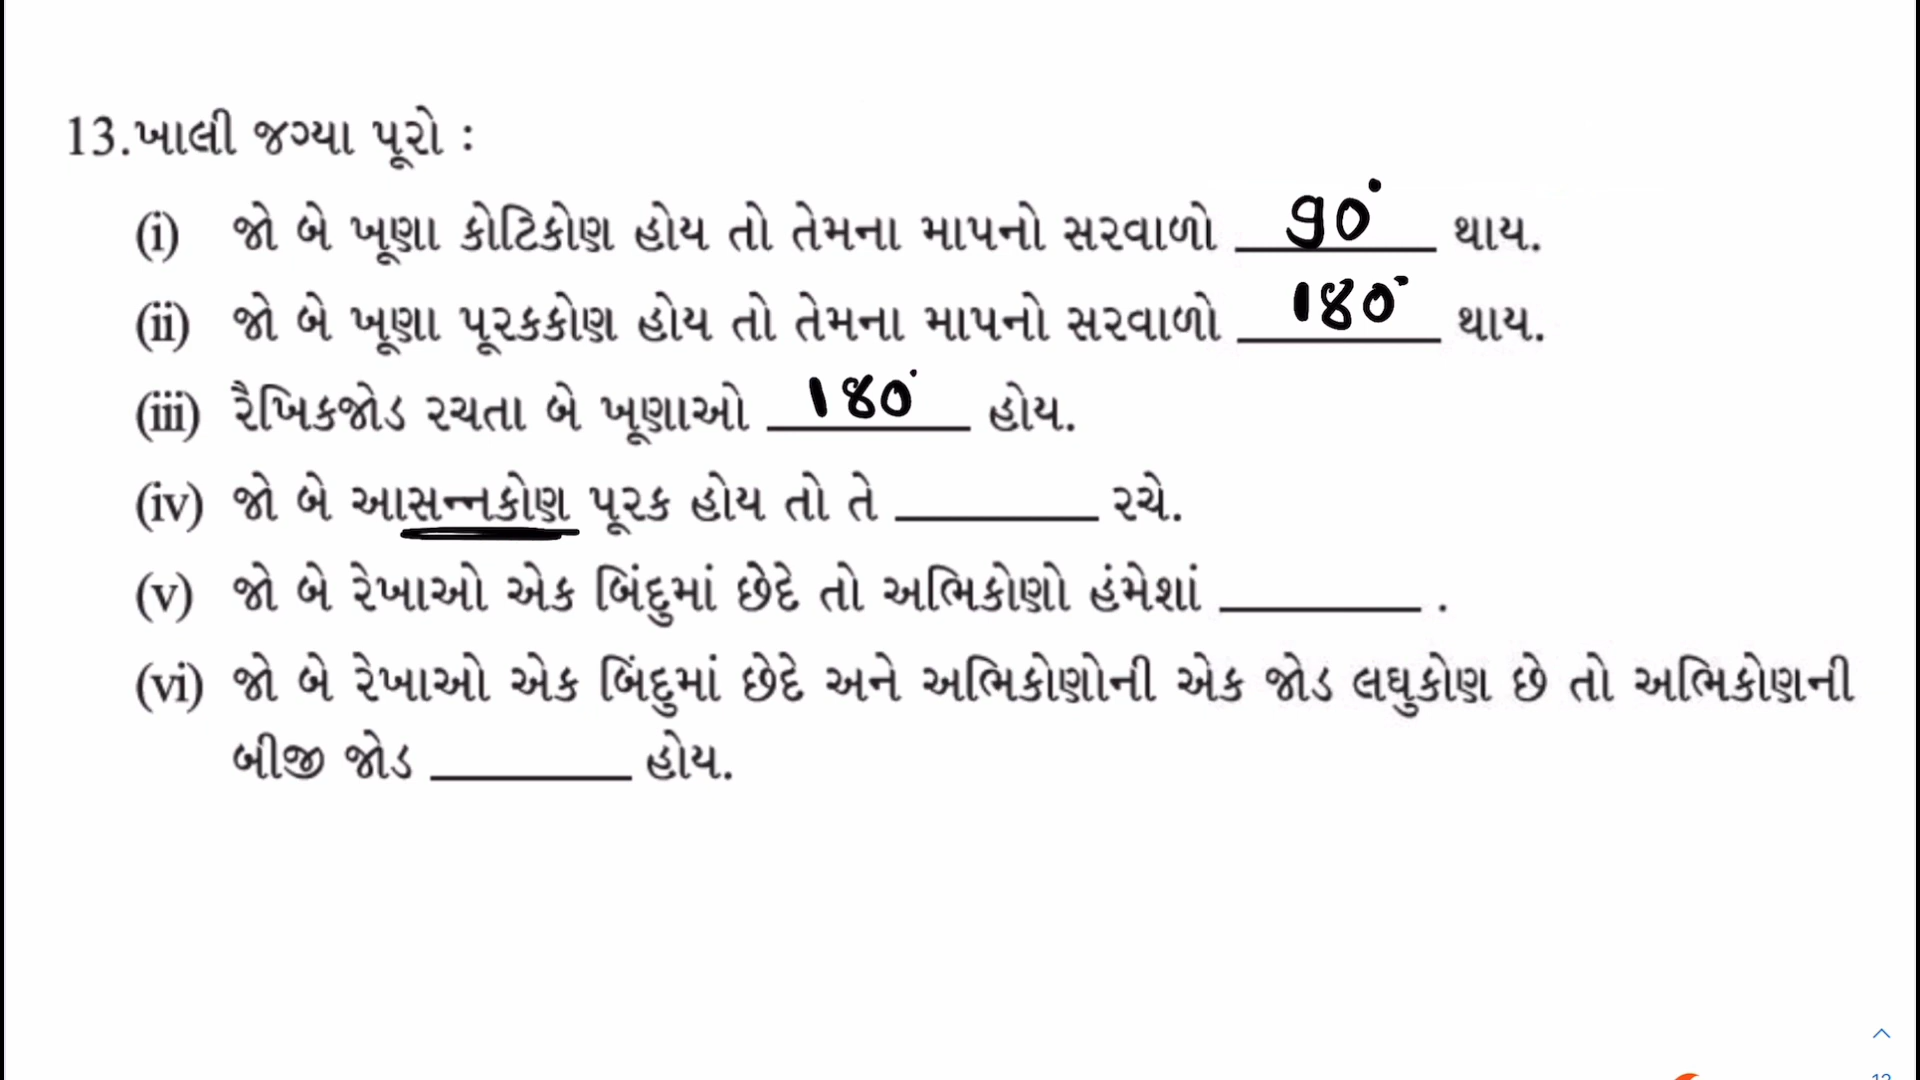 13.ખાલી જગ્યા પૂરો :
(i) જો બે ખૂણા કોટિકોણ હોય તો તેમના માપનો સરવાળો 90° થાય.
(ii) જો બે ખૂણા પૂરકકોણ હોય તો તેમના માપનો સરવાળો 180° થાય.
(iii) રૈખિકજોડ રચતા બે ખૂણાઓ 180° હોય.
(iv) જો બે આસન્નકોણ પૂરક હોય તો તે ________ રચે.
(v) જો બે રેખાઓ એક બિંદુમાં છેદે તો અભિકોણો હંમેશાં ________ .
(vi) જો બે રેખાઓ એક બિંદુમાં છેદે અને અભિકોણોની એક જોડ લઘુકોણ છે તો અભિકોણની
બીજી જોડ ________ હોય.